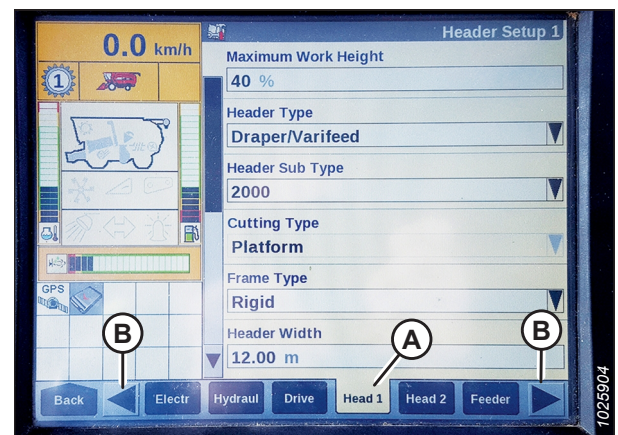 0.0 km/h
1
Header Setup 1
Maximum Work Height
40 %
Header Type
Draper/Varifeed
Header Sub Type
2000
Cutting Type
Platform
Frame Type
Rigid
Header Width
12.00 m
GPS
B
A
B
Back
Electr
Hydraul
Drive
Head 1
Head 2
Feeder
1025904